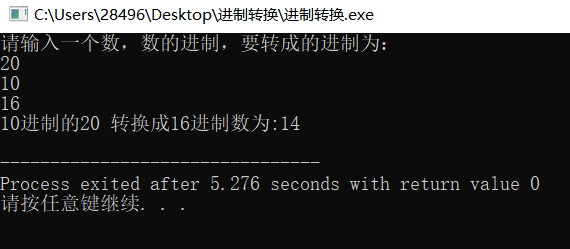 C:\Users\28496\Desktop\进制转换\进制转换.exe
请输入一个数，数的进制，要转成的进制为：
20
10
16
10进制的20 转换成16进制数为:14
--------------------------------
Process exited after 5.276 seconds with return value 0
请按任意键继续. . .